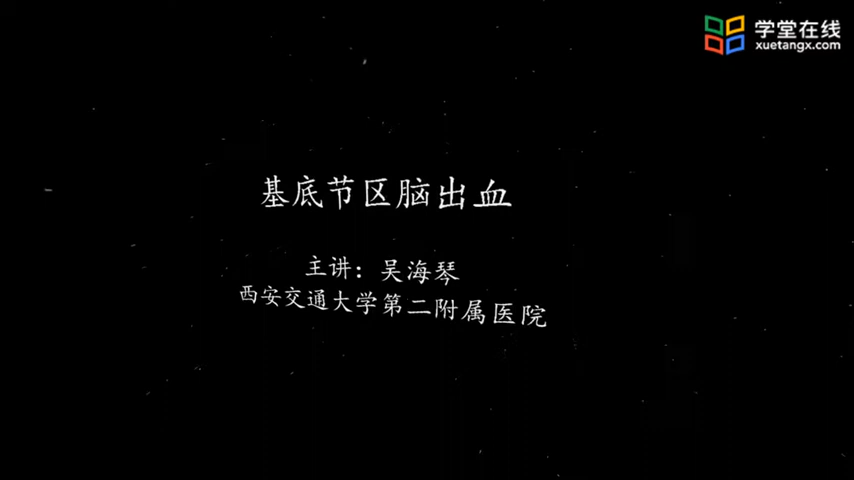 学堂在线
xuetangx.com
基底节区脑出血
主讲：吴海琴
西安交通大学第二附属医院